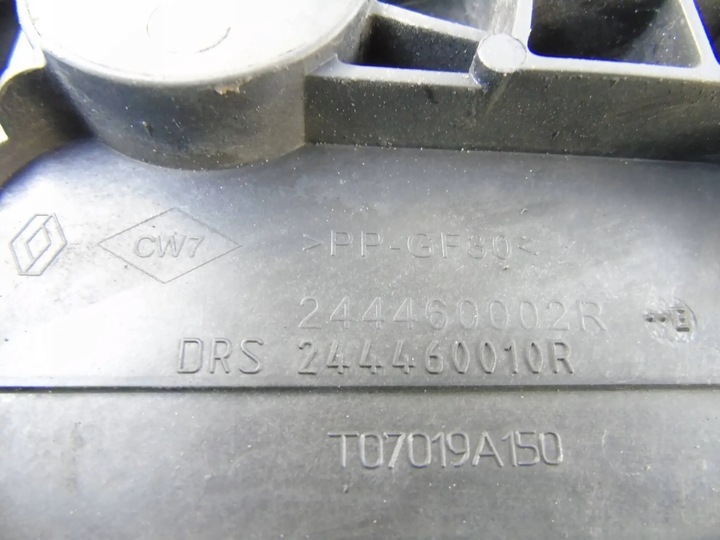 CW7 >PP-GF30<
244460002R --E
DRS 244460010R
T07019A150